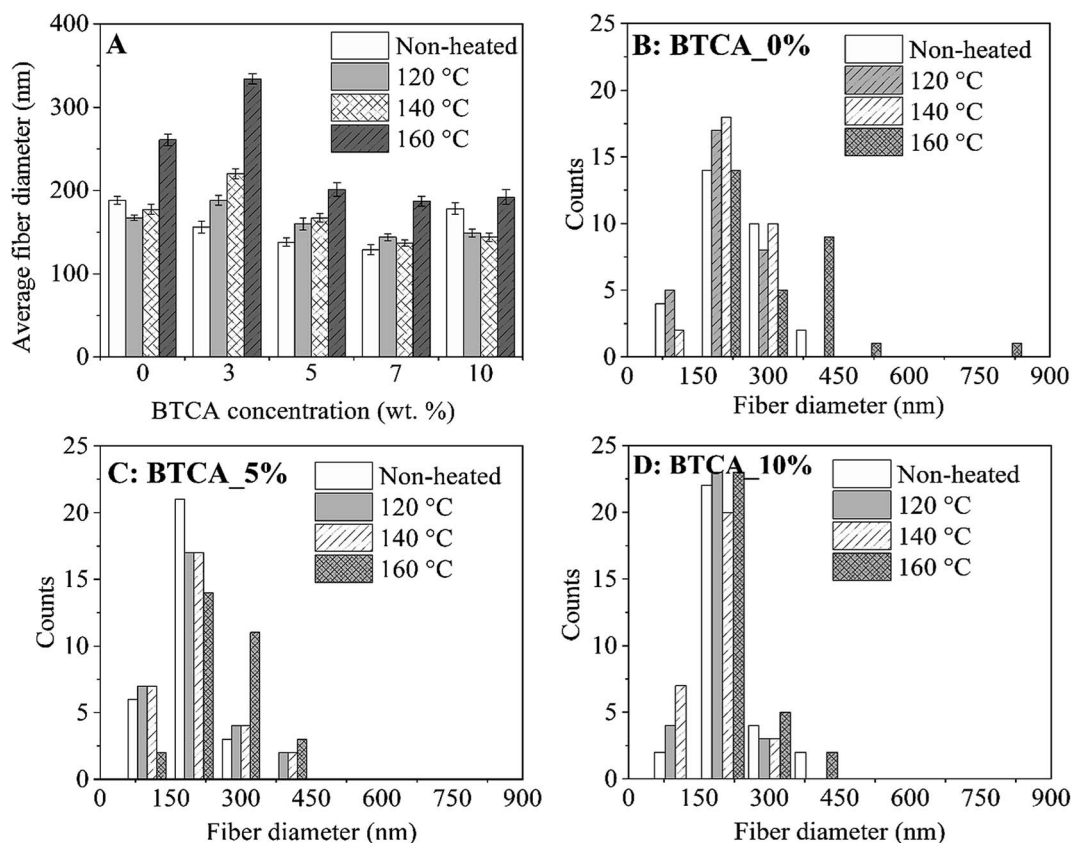 A
Non-heated
120 °C
140 °C
160 °C
400
300
200
100
0
Average fiber diameter (nm)
0 3 5 7 10
BTCA concentration (wt. %)
B: BTCA_0%
Non-heated
120 °C
140 °C
160 °C
25
20
15
10
5
0
Counts
0 150 300 450 600 750 900
Fiber diameter (nm)
C: BTCA_5%
Non-heated
120 °C
140 °C
160 °C
25
20
15
10
5
0
Counts
0 150 300 450 600 750 900
Fiber diameter (nm)
D: BTCA_10%
Non-heated
120 °C
140 °C
160 °C
25
20
15
10
5
0
Counts
0 150 300 450 600 750 900
Fiber diameter (nm)